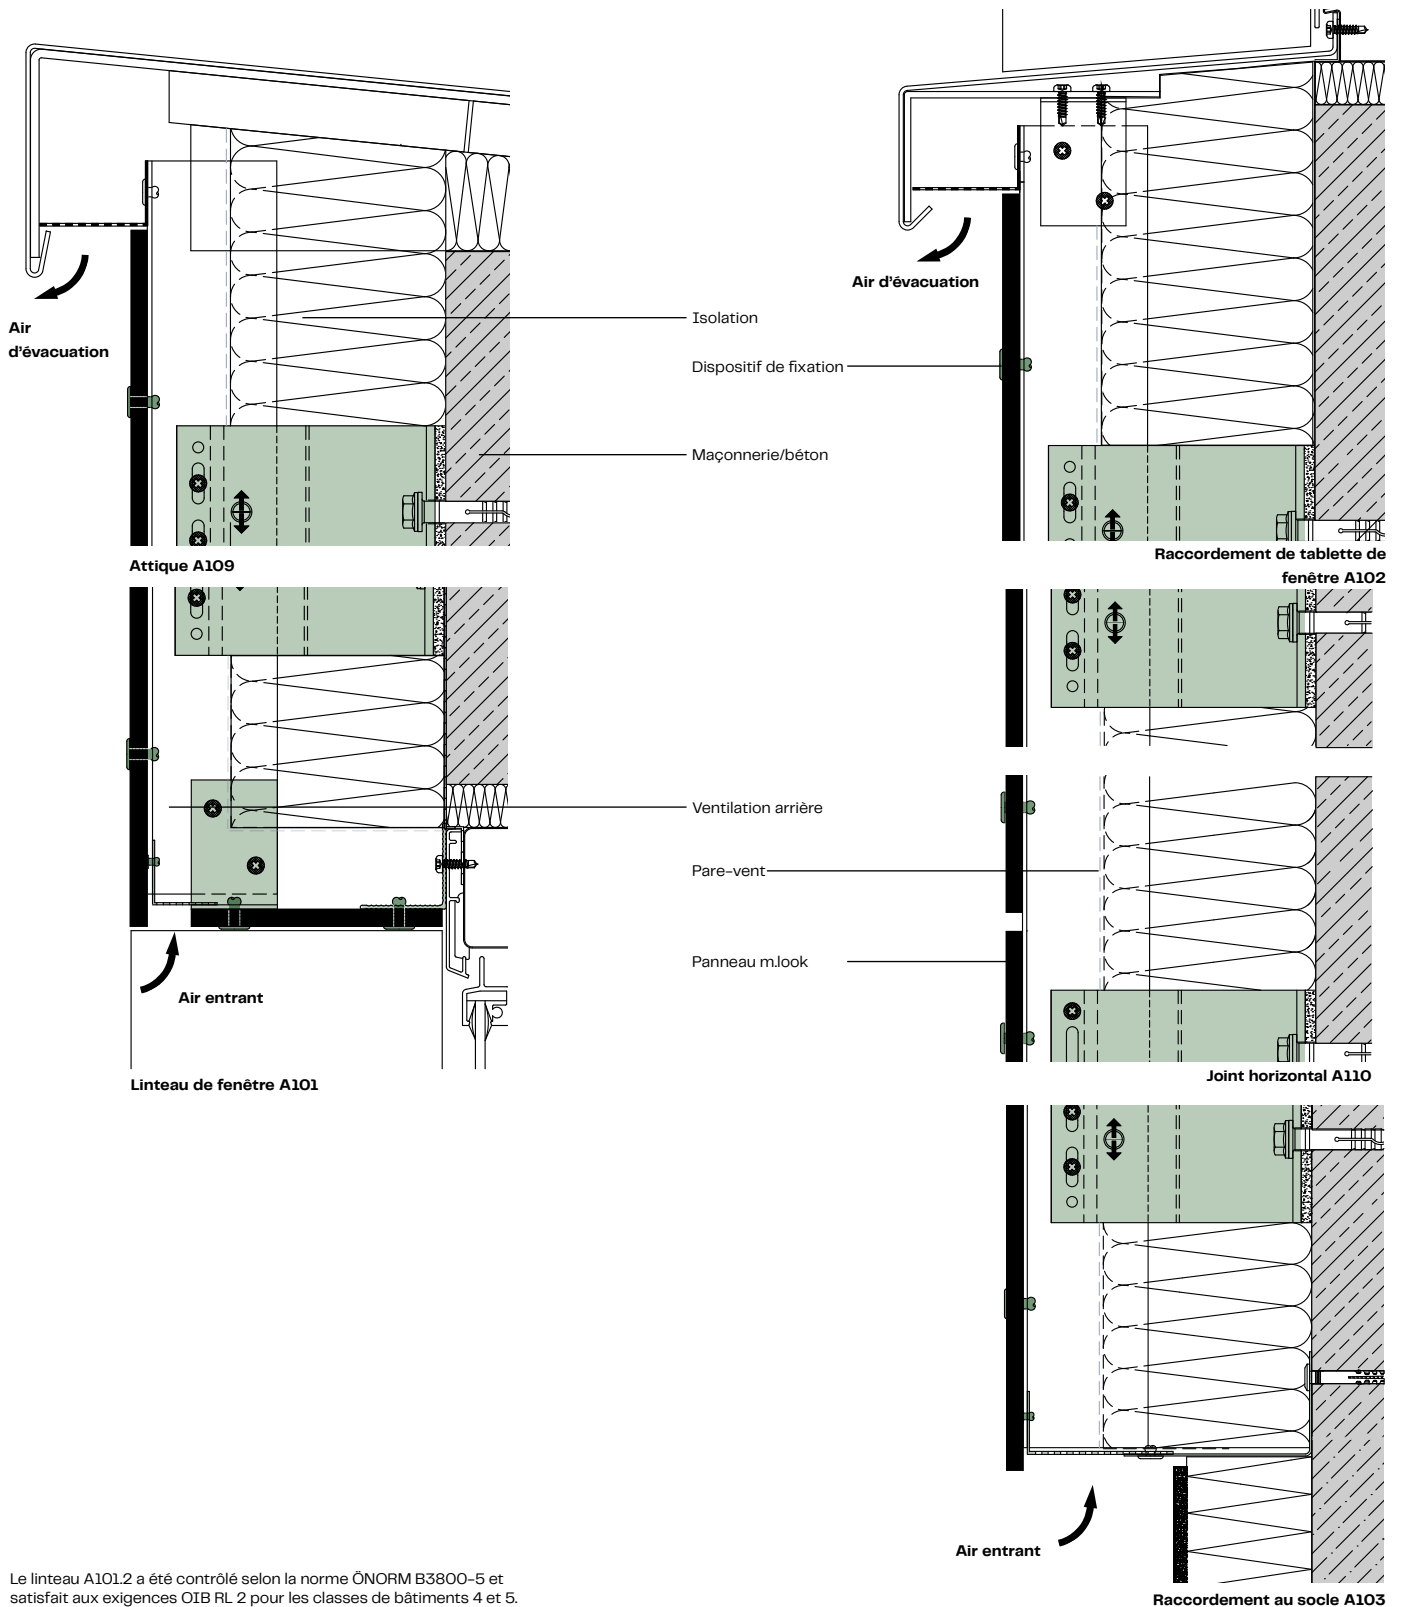 Air
d'évacuation
Air d'évacuation
Isolation
Dispositif de fixation
Maçonnerie/béton
Attique A109
Raccordement de tablette de
fenêtre A102
Ventilation arrière
Pare-vent
Panneau m.look
Air entrant
Linteau de fenêtre A101
Joint horizontal A110
Air entrant
Le linteau A101.2 a été contrôlé selon la norme ÖNORM B3800-5 et
satisfait aux exigences OIB RL 2 pour les classes de bâtiments 4 et 5.
Raccordement au socle A103